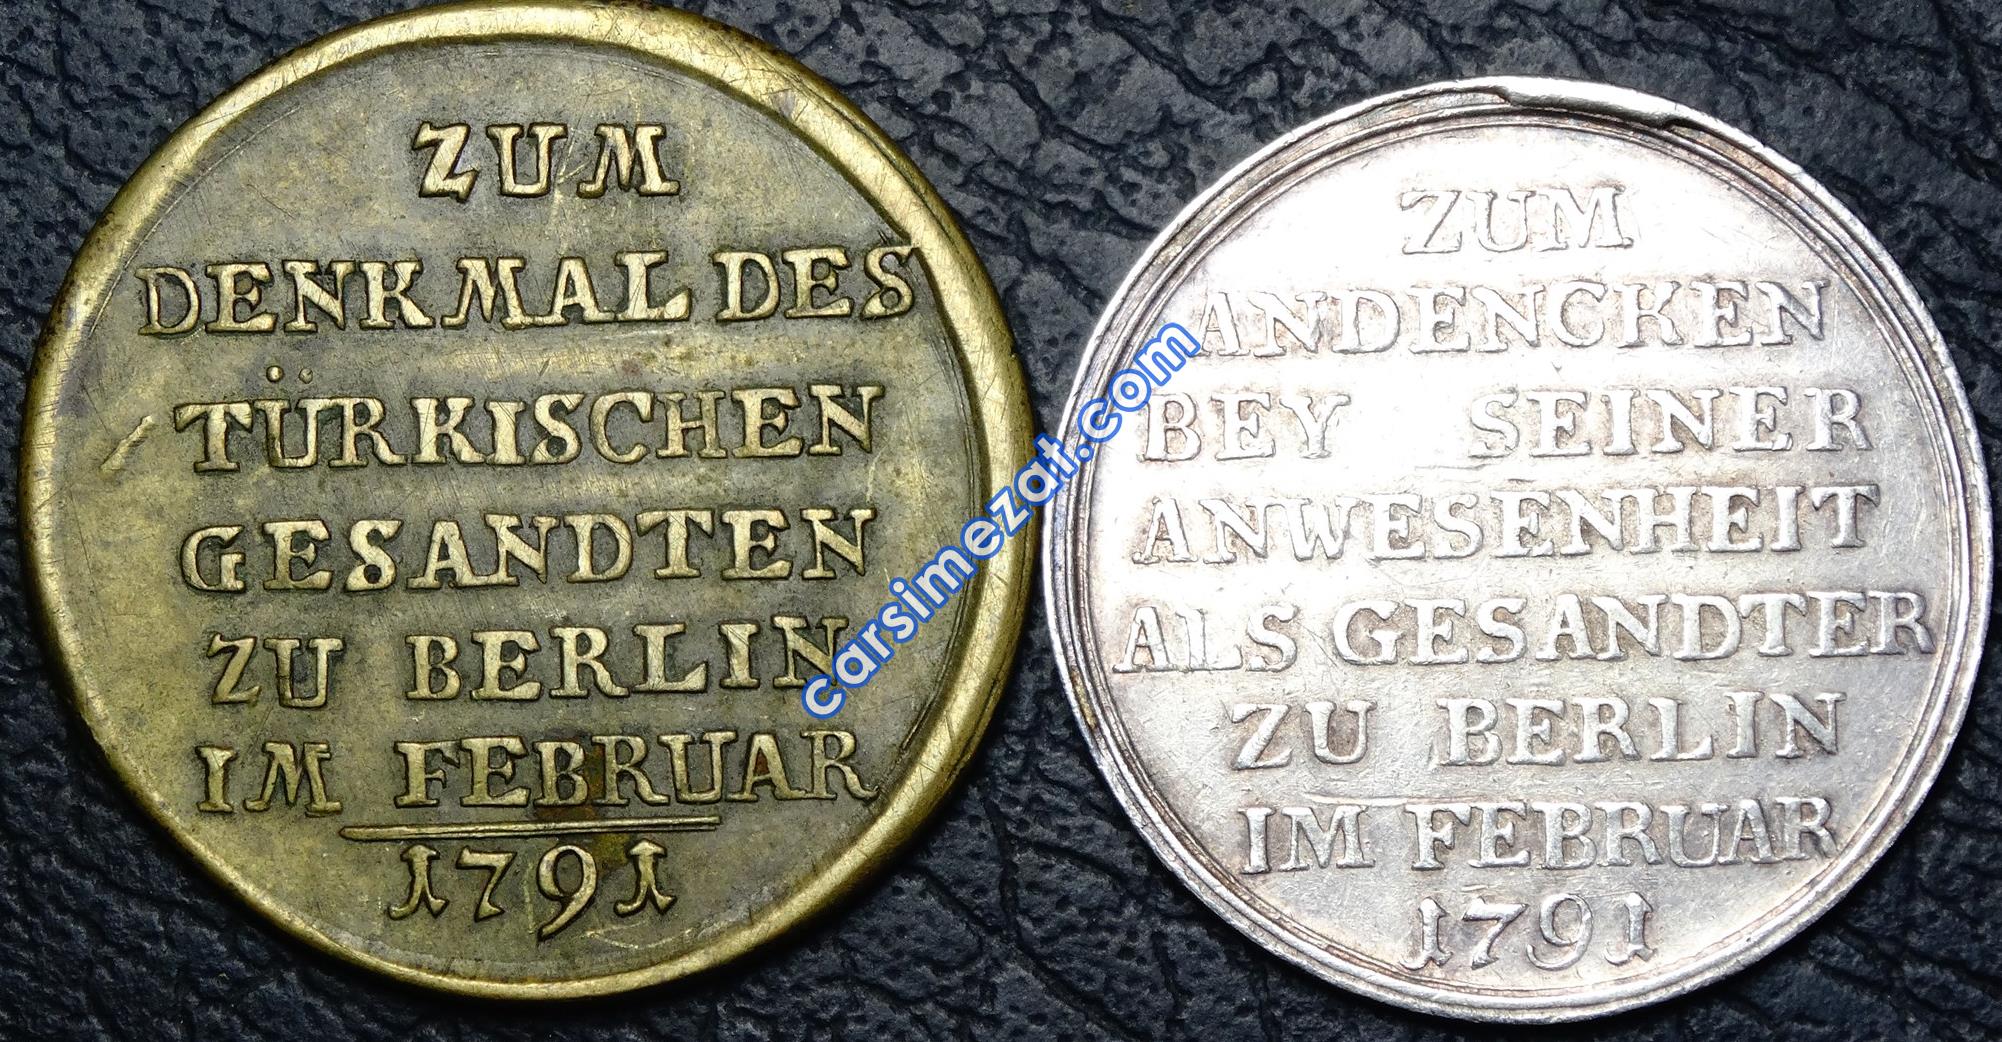 ZUM
DENKMAL DES
TÜRKISCHEN
GESANDTEN
ZU BERLIN
IM FEBRUAR
1791
ZUM
ANDENCKEN
BEY SEINER
ANWESENHEIT
ALS GESANDTER
ZU BERLIN
IM FEBRUAR
1791
carsimezat.com